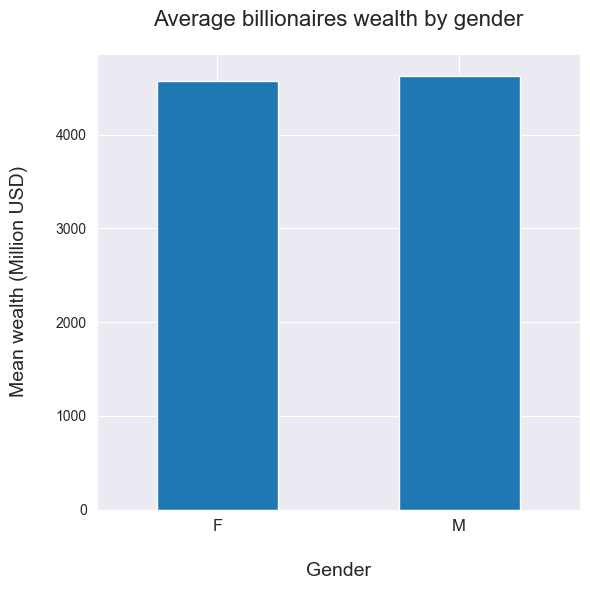 Average billionaires wealth by gender
Mean wealth (Million USD)
4000
3000
2000
1000
0
F
M
Gender